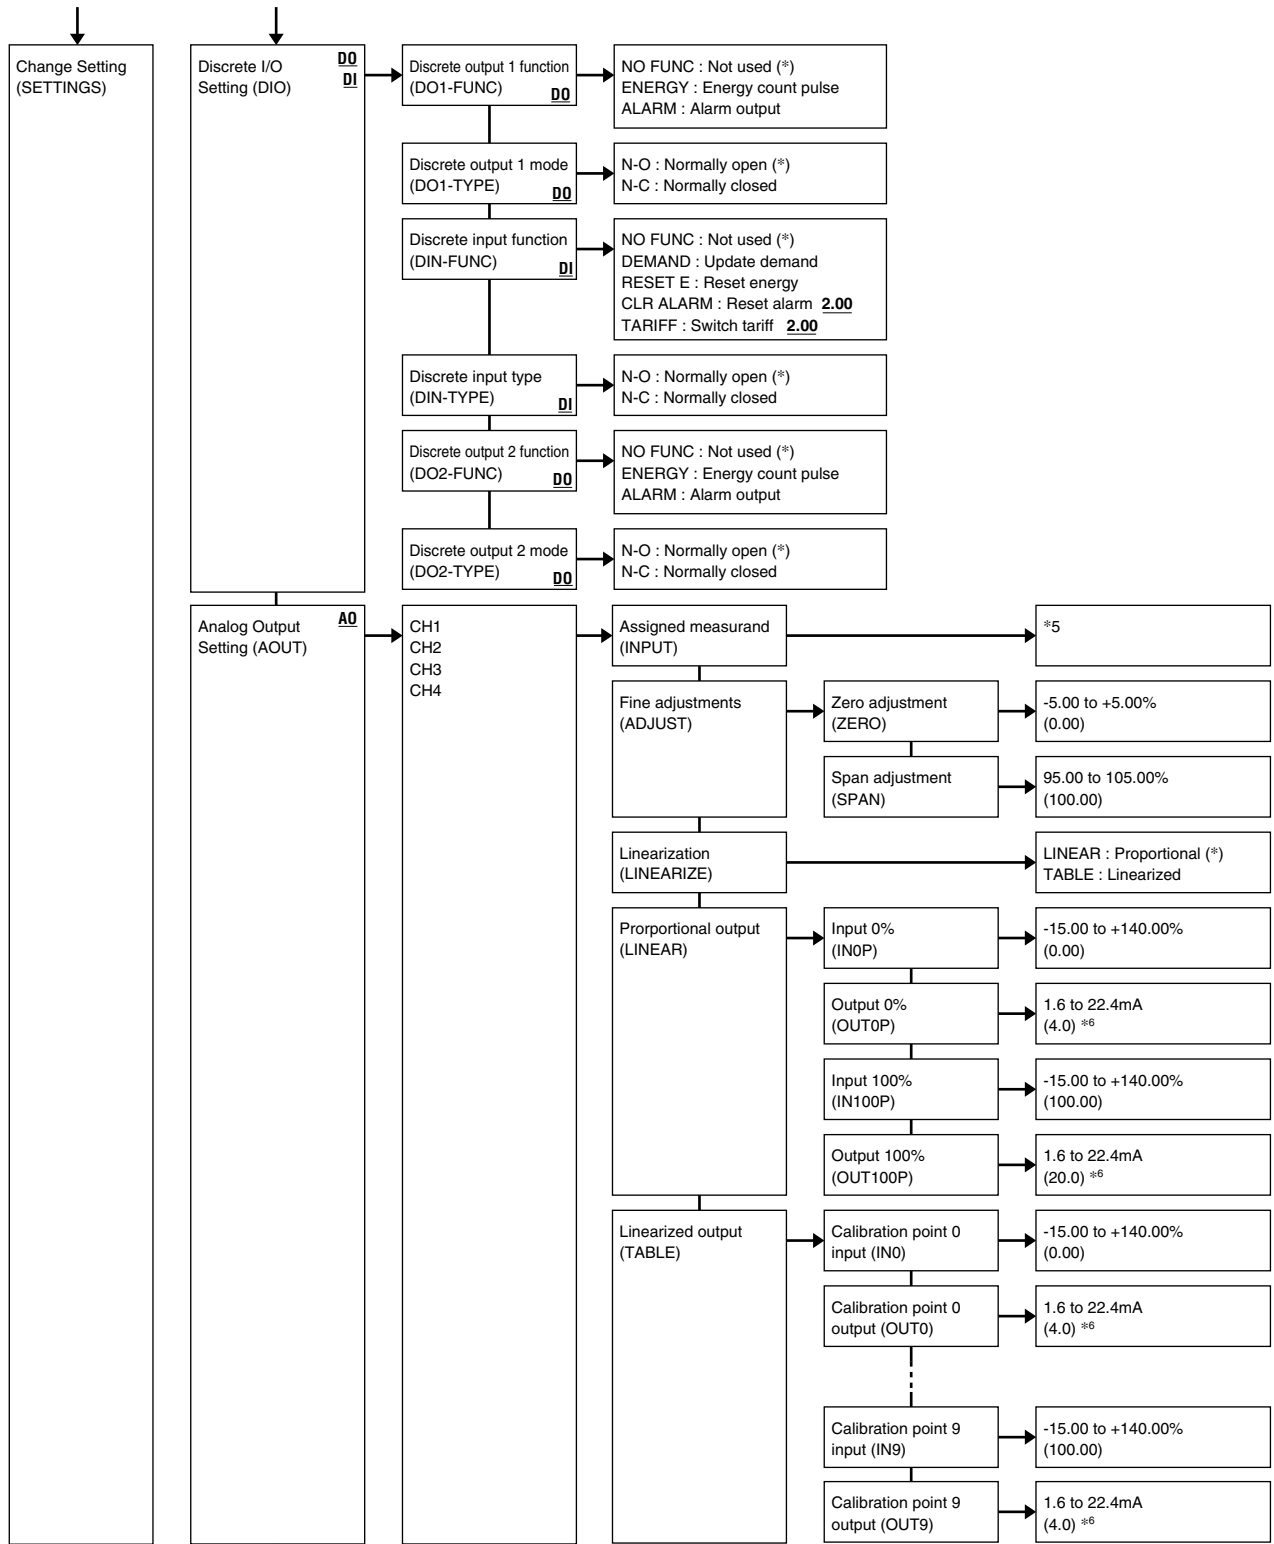 Change Setting
(SETTINGS)
Discrete I/O
Setting (DIO)
DO
DI
Discrete output 1 function
(DO1-FUNC)
DO
NO FUNC : Not used (*)
ENERGY : Energy count pulse
ALARM : Alarm output
Discrete output 1 mode
(DO1-TYPE)
DO
N-O : Normally open (*)
N-C : Normally closed
Discrete input function
(DIN-FUNC)
DI
NO FUNC : Not used (*)
DEMAND : Update demand
RESET E : Reset energy
CLR ALARM : Reset alarm 2.00
TARIFF : Switch tariff 2.00
Discrete input type
(DIN-TYPE)
DI
N-O : Normally open (*)
N-C : Normally closed
Discrete output 2 function
(DO2-FUNC)
DO
NO FUNC : Not used (*)
ENERGY : Energy count pulse
ALARM : Alarm output
Discrete output 2 mode
(DO2-TYPE)
DO
N-O : Normally open (*)
N-C : Normally closed
Analog Output
Setting (AOUT)
AO
CH1
CH2
CH3
CH4
Assigned measurand
(INPUT)
*5
Fine adjustments
(ADJUST)
Zero adjustment
(ZERO)
-5.00 to +5.00%
(0.00)
Span adjustment
(SPAN)
95.00 to 105.00%
(100.00)
Linearization
(LINEARIZE)
LINEAR : Proportional (*)
TABLE : Linearized
Prorportional output
(LINEAR)
Input 0%
(IN0P)
-15.00 to +140.00%
(0.00)
Output 0%
(OUT0P)
1.6 to 22.4mA
(4.0) *6
Input 100%
(IN100P)
-15.00 to +140.00%
(100.00)
Output 100%
(OUT100P)
1.6 to 22.4mA
(20.0) *6
Linearized output
(TABLE)
Calibration point 0
input (IN0)
-15.00 to +140.00%
(0.00)
Calibration point 0
output (OUT0)
1.6 to 22.4mA
(4.0) *6
Calibration point 9
input (IN9)
-15.00 to +140.00%
(100.00)
Calibration point 9
output (OUT9)
1.6 to 22.4mA
(4.0) *6